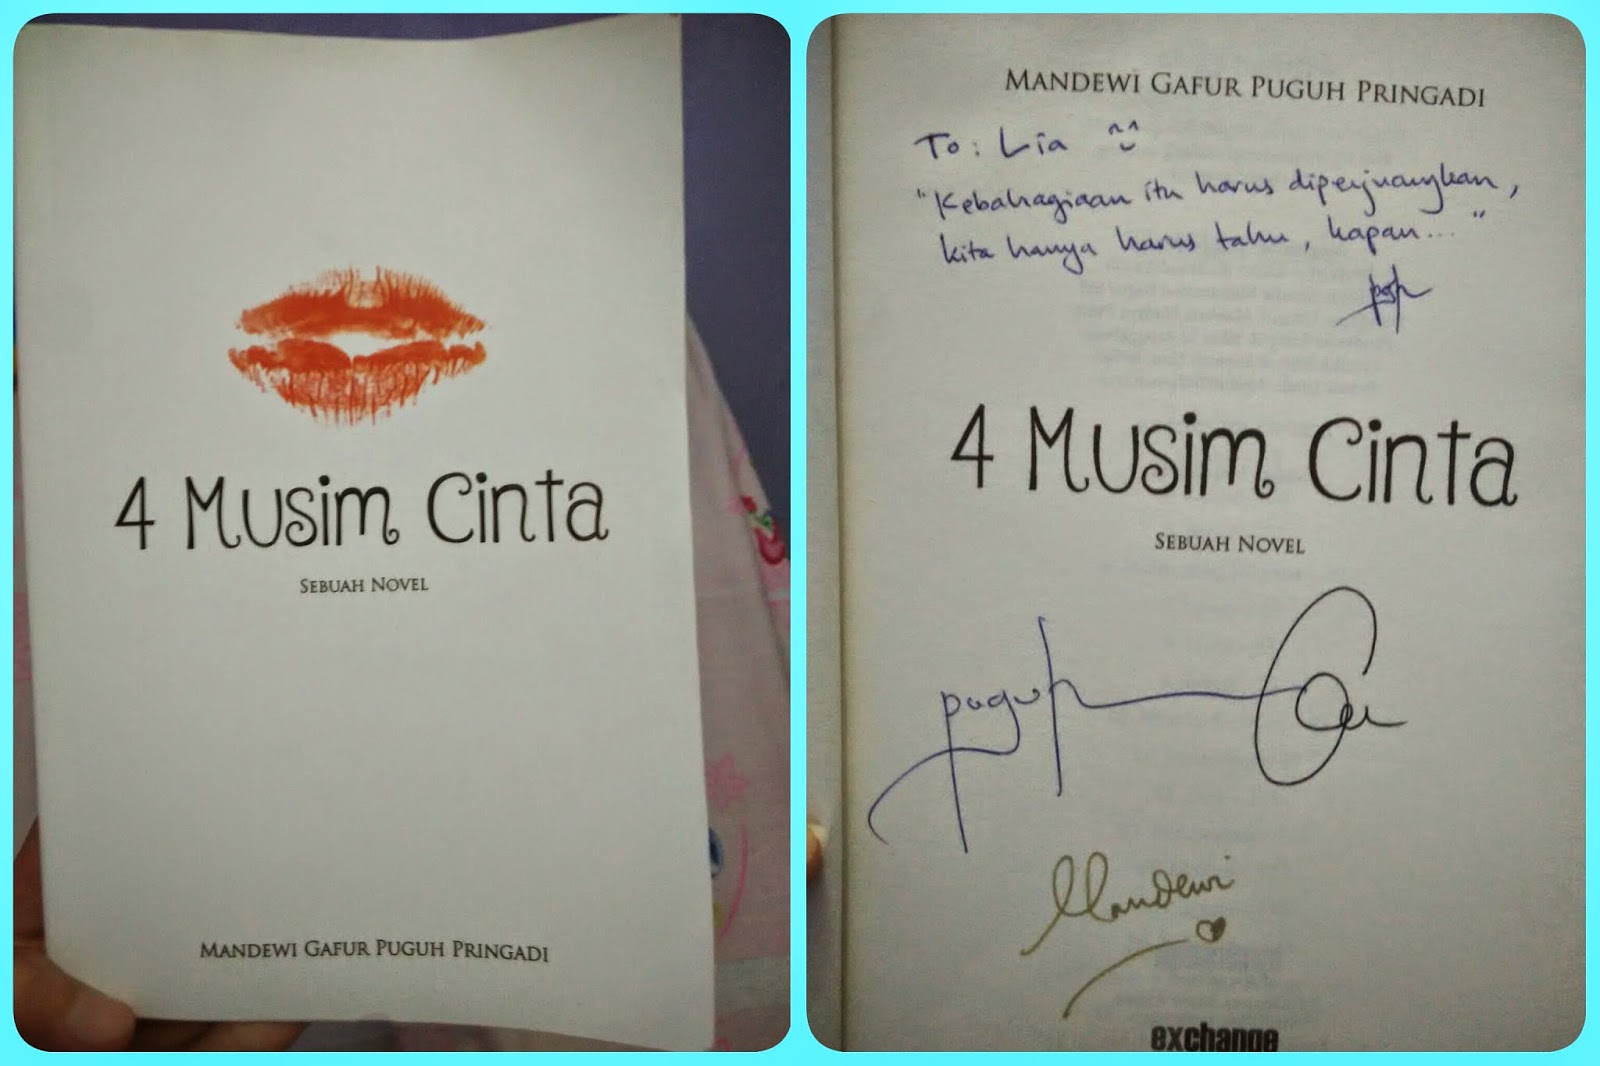 4 Musim Cinta
SEBUAH NOVEL
MANDEWI GAFUR PUGUH PRINGADI
MANDEWI GAFUR PUGUH PRINGADI
To: Lia ^^
"Kebahagiaan itu harus diperjuangkan,
kita hanya harus tahu, kapan..."
4 Musim Cinta
SEBUAH NOVEL
puguh
Mandewi
exchange